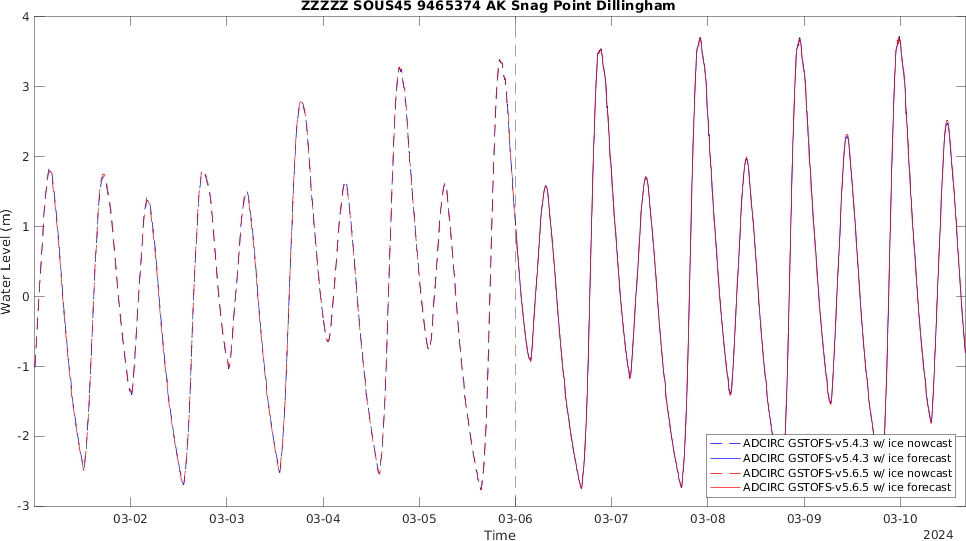 ZZZZZ SOUS45 9465374 AK Snag Point Dillingham
4
3
2
1
0
-1
-2
-3
Water Level (m)
03-02 03-03 03-04 03-05 03-06 03-07 03-08 03-09 03-10
Time
2024
ADCIRC GSTOFS-v5.4.3 w/ ice nowcast
ADCIRC GSTOFS-v5.4.3 w/ ice forecast
ADCIRC GSTOFS-v5.6.5 w/ ice nowcast
ADCIRC GSTOFS-v5.6.5 w/ ice forecast